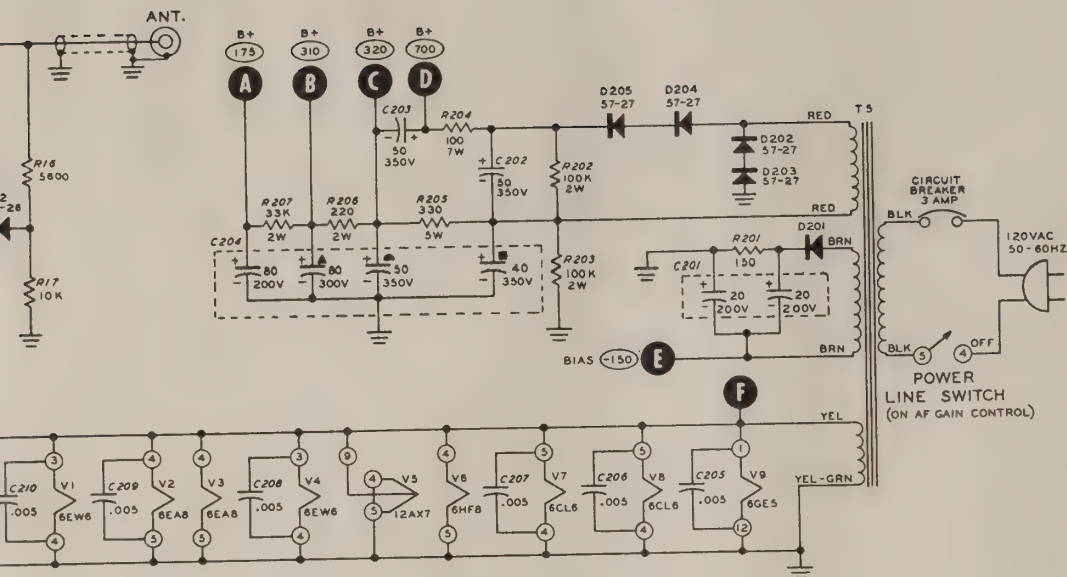 ANT.
B+
175
A
B+
310
B
B+
320
C
B+
700
D
C203
50
350V
R204
100
7W
C202
50
350V
R202
100K
2W
D205
57-27
D204
57-27
D202
57-27
D203
57-27
RED
T5
RED
R16
5600
2
-26
R17
10K
R207
33K
2W
R206
220
2W
R205
330
5W
C204
80
200V
80
300V
50
350V
40
350V
R203
100K
2W
D201
BRN
R201
150
C201
20
200V
20
200V
BRN
BIAS
-150
E
CIRCUIT
BREAKER
3 AMP
BLK
120VAC
50-60HZ
BLK
5
4
OFF
POWER
LINE SWITCH
(ON AF GAIN CONTROL)
F
YEL
YEL-GRN
C210
.005
3
V1
6EW6
4
C209
.005
4
V2
6EA8
5
4
V3
6EA8
5
C208
.005
3
V4
6EW6
4
9
4
5
V5
12AX7
4
V6
6HF8
5
C207
.005
5
V7
6CL6
4
C206
.005
5
V8
6CL6
4
C205
.005
1
V9
6GE5
12